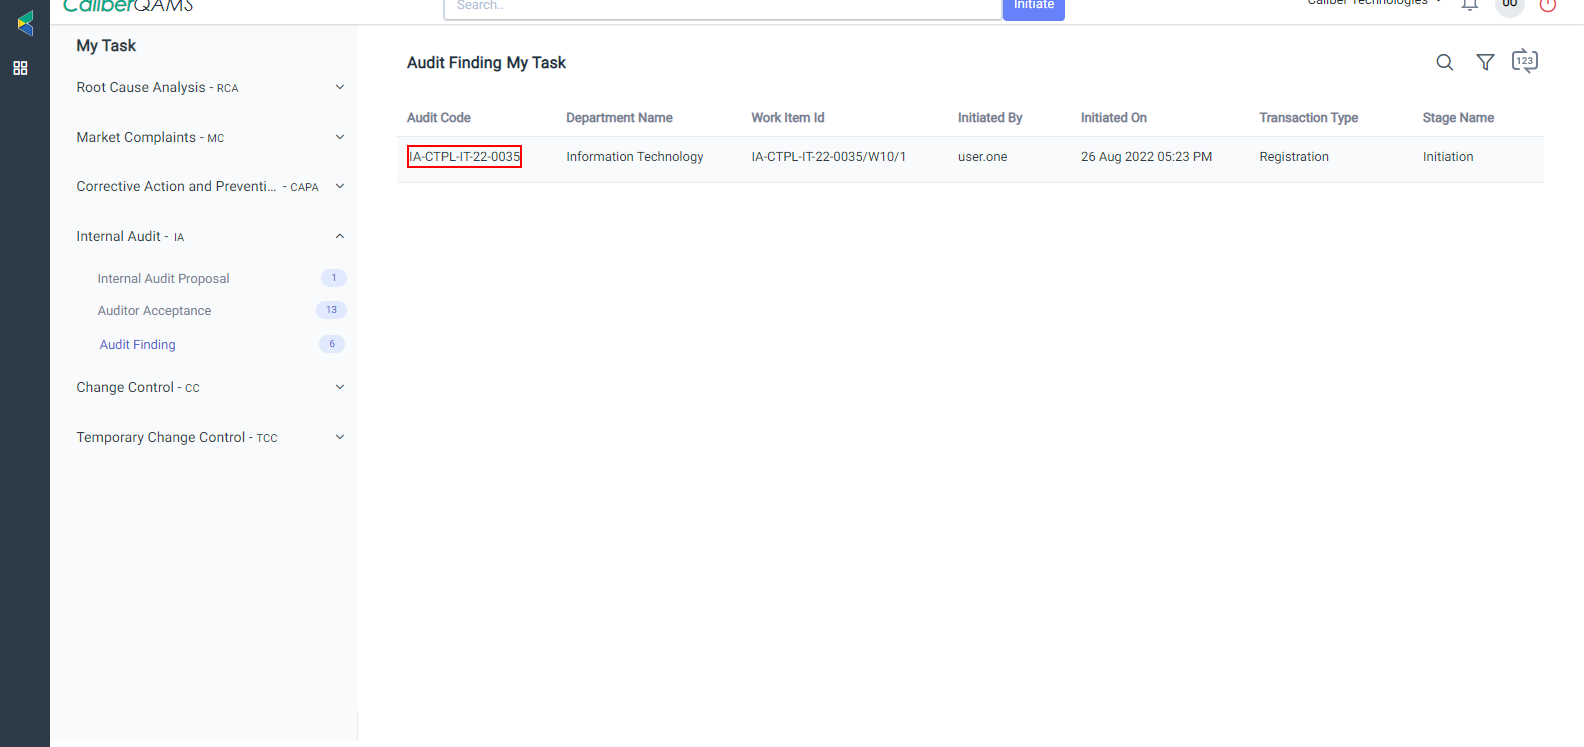 CaliberQAMS
Search..
Initiate
Caliber Technologies
UO
My Task
Root Cause Analysis - RCA
Market Complaints - MC
Corrective Action and Preventi... - CAPA
Internal Audit - IA
Internal Audit Proposal 1
Auditor Acceptance 13
Audit Finding 6
Change Control - CC
Temporary Change Control - TCC
Audit Finding My Task
123
Audit Code Department Name Work Item Id Initiated By Initiated On Transaction Type Stage Name
IA-CTPL-IT-22-0035 Information Technology IA-CTPL-IT-22-0035/W10/1 user.one 26 Aug 2022 05:23 PM Registration Initiation